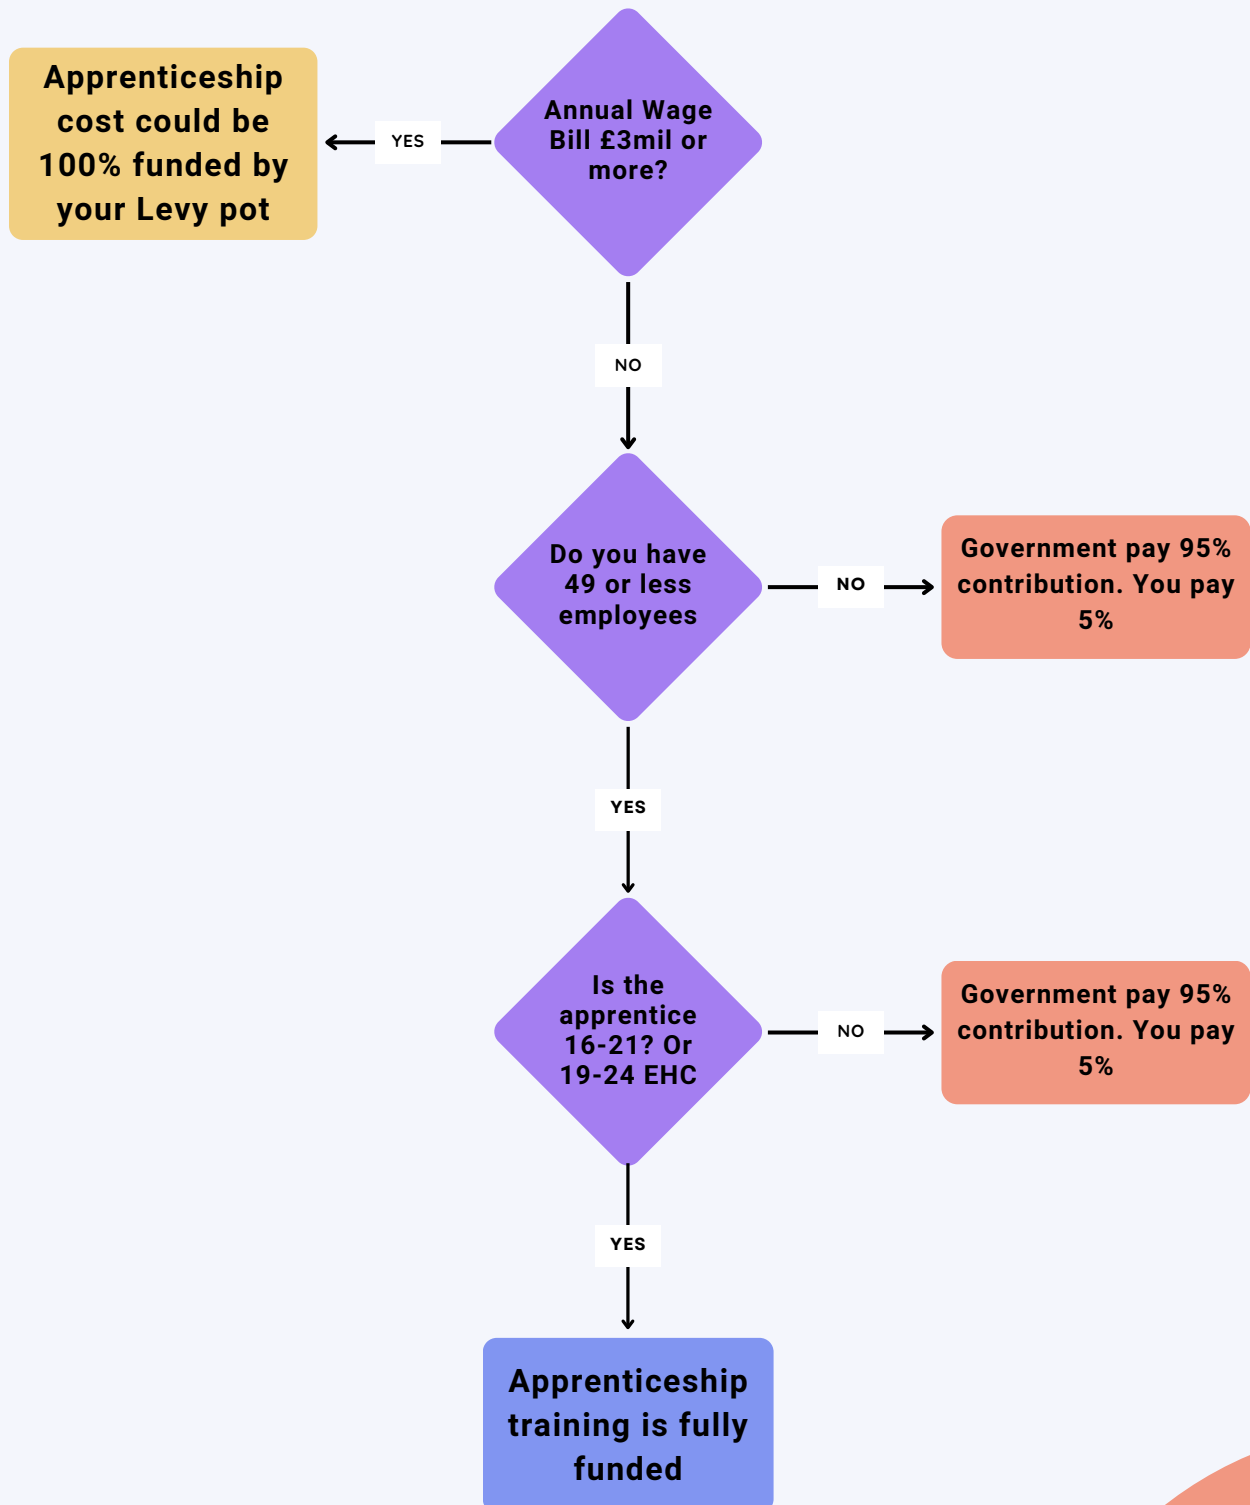 Annual Wage
Bill £3mil or
more?
YES
Apprenticeship
cost could be
100% funded by
your Levy pot
NO
Do you have
49 or less
employees
NO
Government pay 95%
contribution. You pay
5%
YES
Is the
apprentice
16-21? Or
19-24 EHC
NO
Government pay 95%
contribution. You pay
5%
YES
Apprenticeship
training is fully
funded